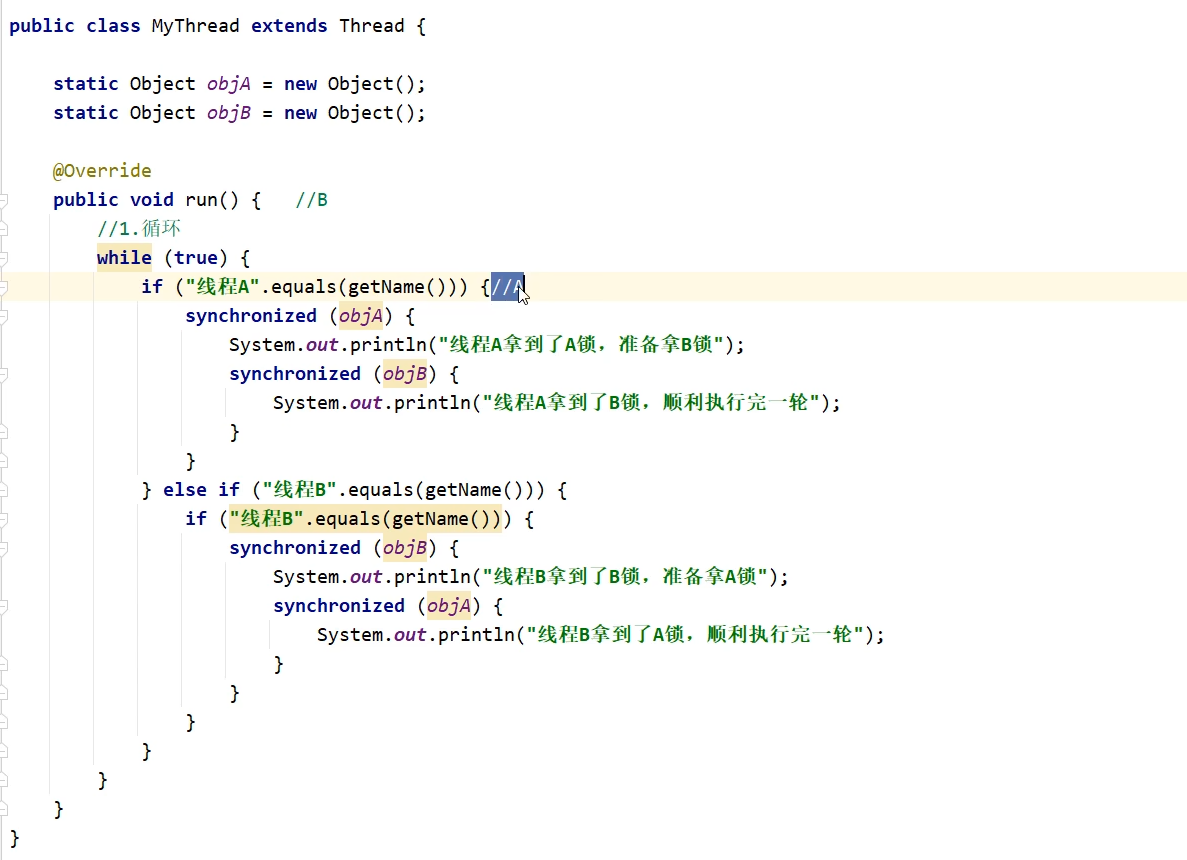 public class MyThread extends Thread {
static Object objA = new Object();
static Object objB = new Object();
@Override
public void run() {   //B
//1.循环
while (true) {
if ("线程A".equals(getName())) {//A
synchronized (objA) {
System.out.println("线程A拿到了A锁，准备拿B锁");
synchronized (objB) {
System.out.println("线程A拿到了B锁，顺利执行完一轮");
}
}
} else if ("线程B".equals(getName())) {
if ("线程B".equals(getName())) {
synchronized (objB) {
System.out.println("线程B拿到了B锁，准备拿A锁");
synchronized (objA) {
System.out.println("线程B拿到了A锁，顺利执行完一轮");
}
}
}
}
}
}
}